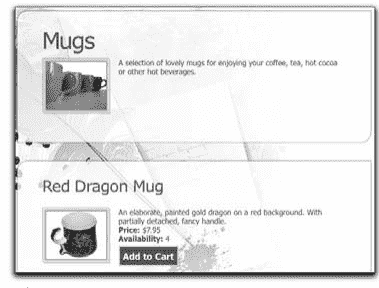 Mugs
A selection of lovely mugs for enjoying your coffee, tea, hot cocoa
or other hot beverages.
Red Dragon Mug
An elaborate, painted gold dragon on a red background. With
partially detached, fancy handle.
Price: $7.95
Availability: 4
Add to Cart